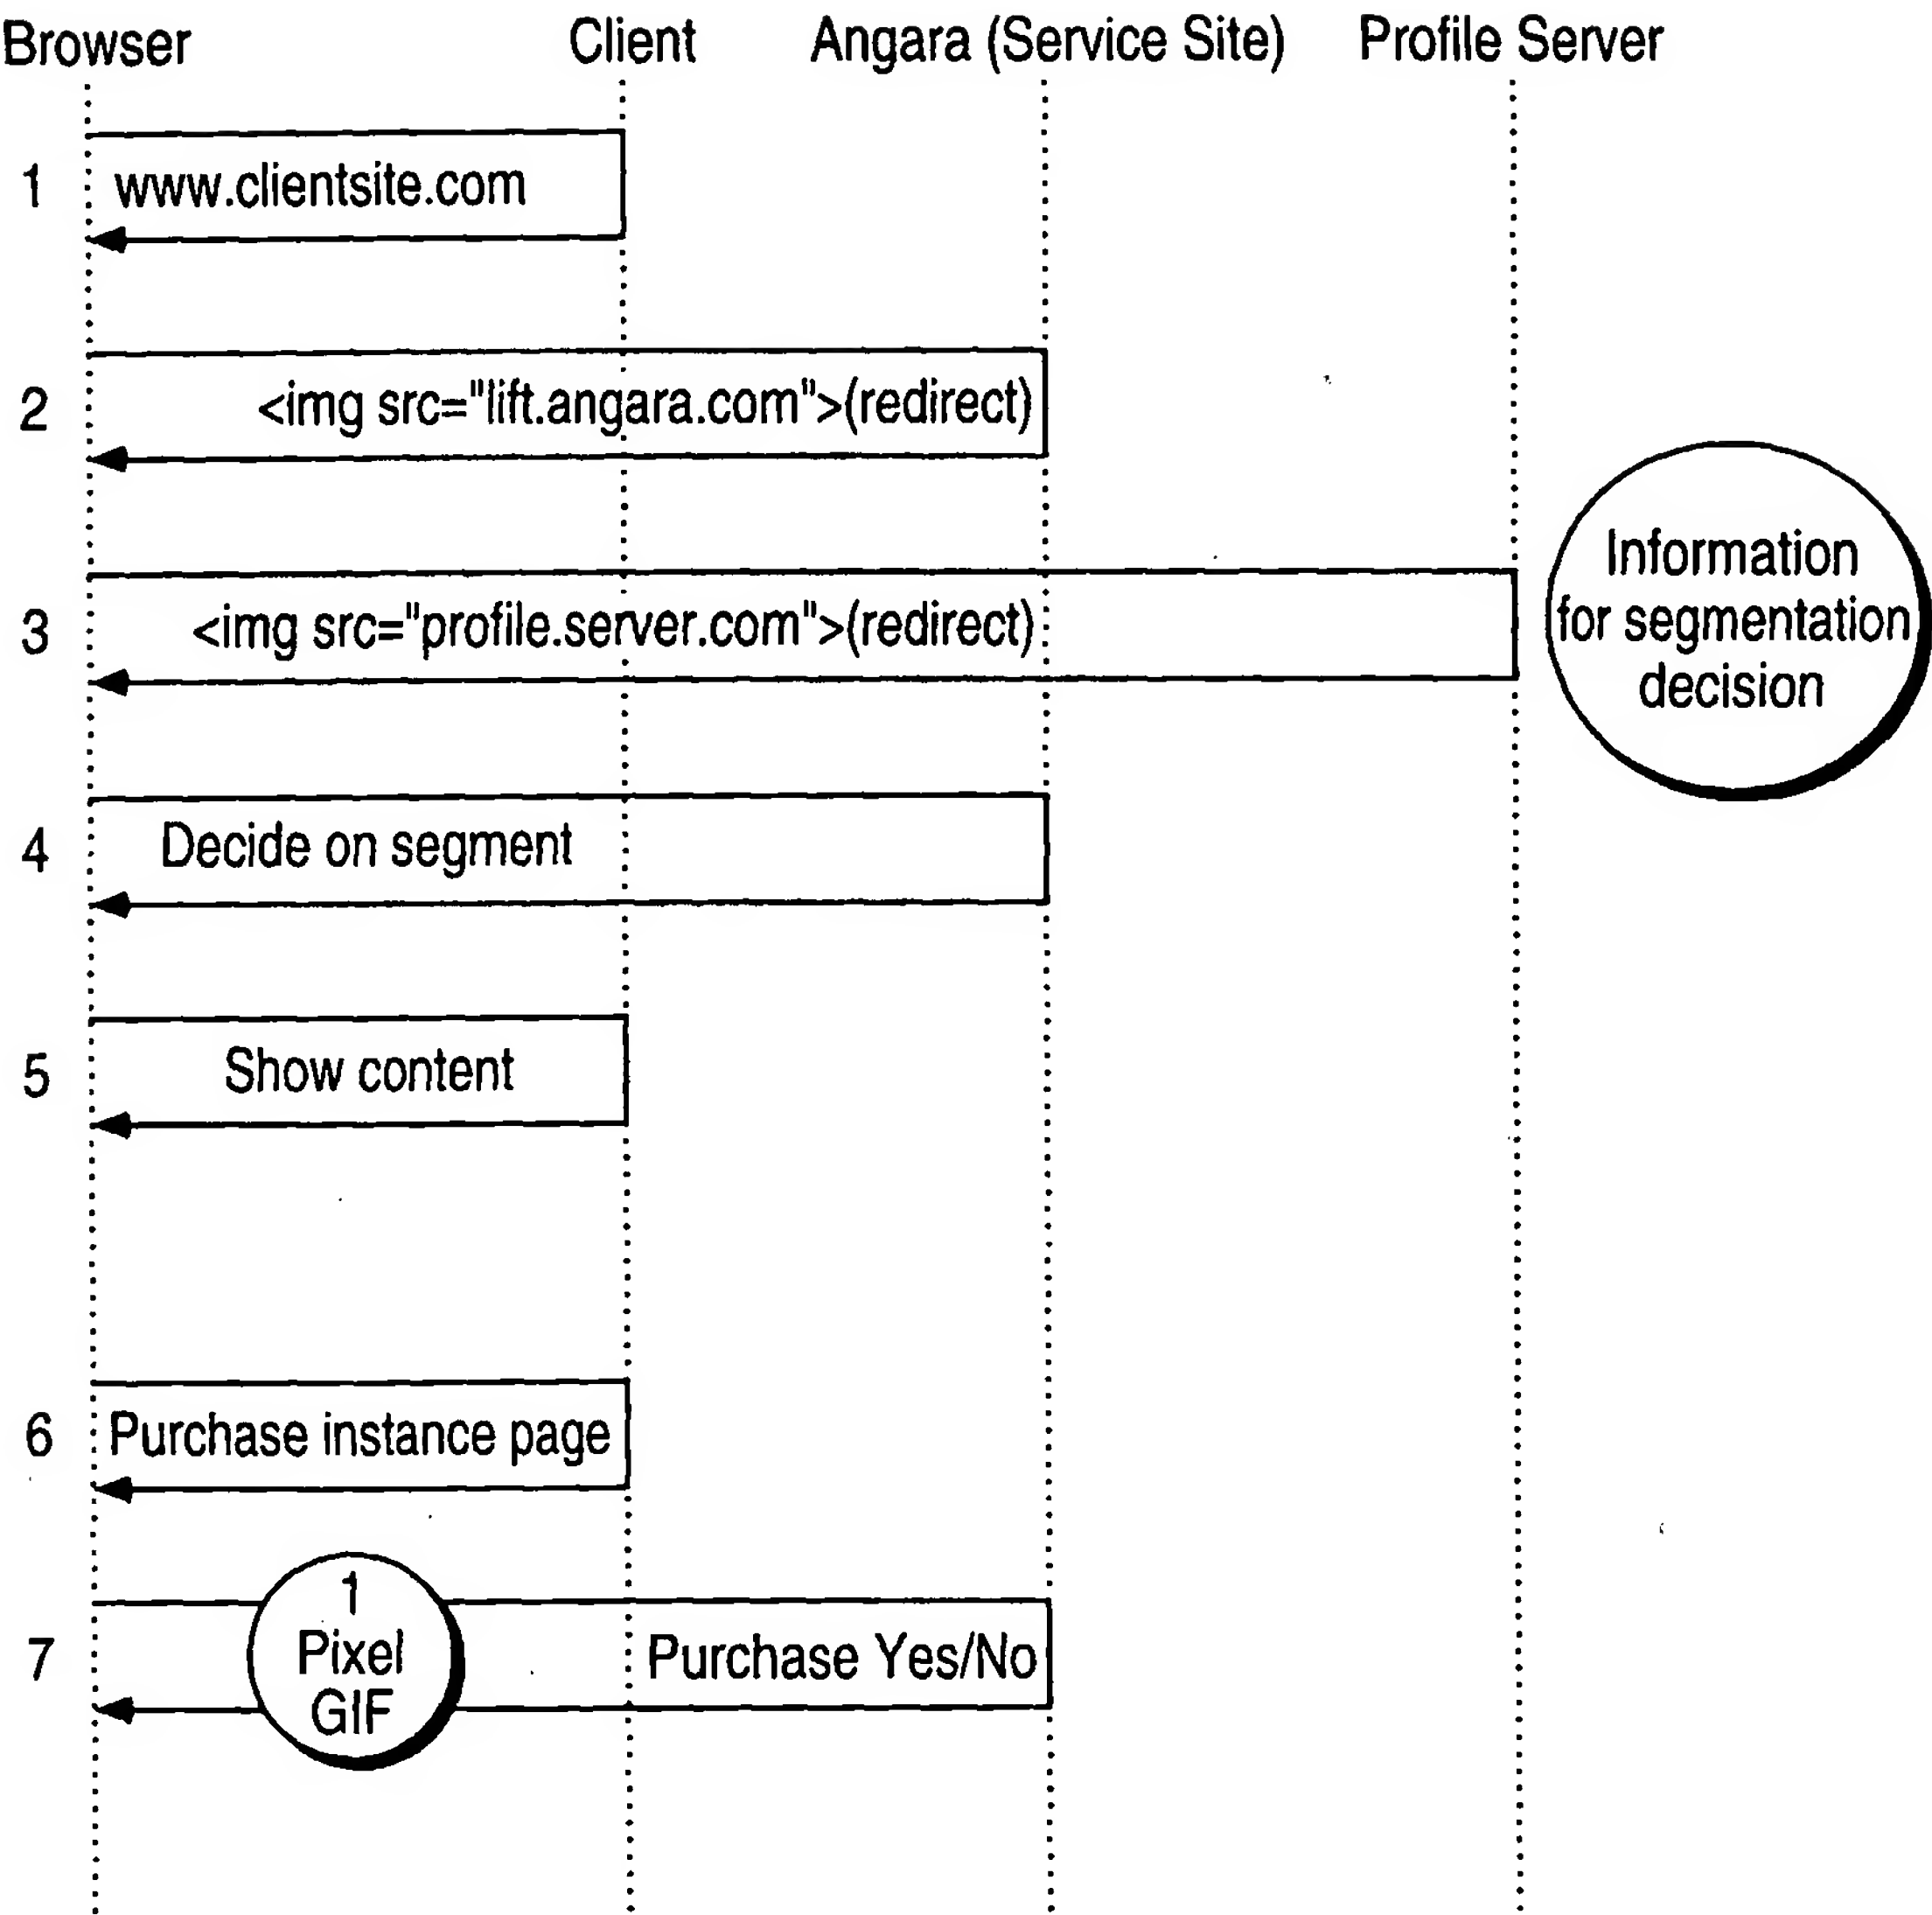 Browser Client Angara (Service Site) Profile Server
1 www.clientsite.com
2 <img src="lift.angara.com">(redirect)
3 <img src="profile.server.com">(redirect)
Information
for segmentation
decision
4 Decide on segment
5 Show content
6 Purchase instance page
7
1
Pixel
GIF
Purchase Yes/No